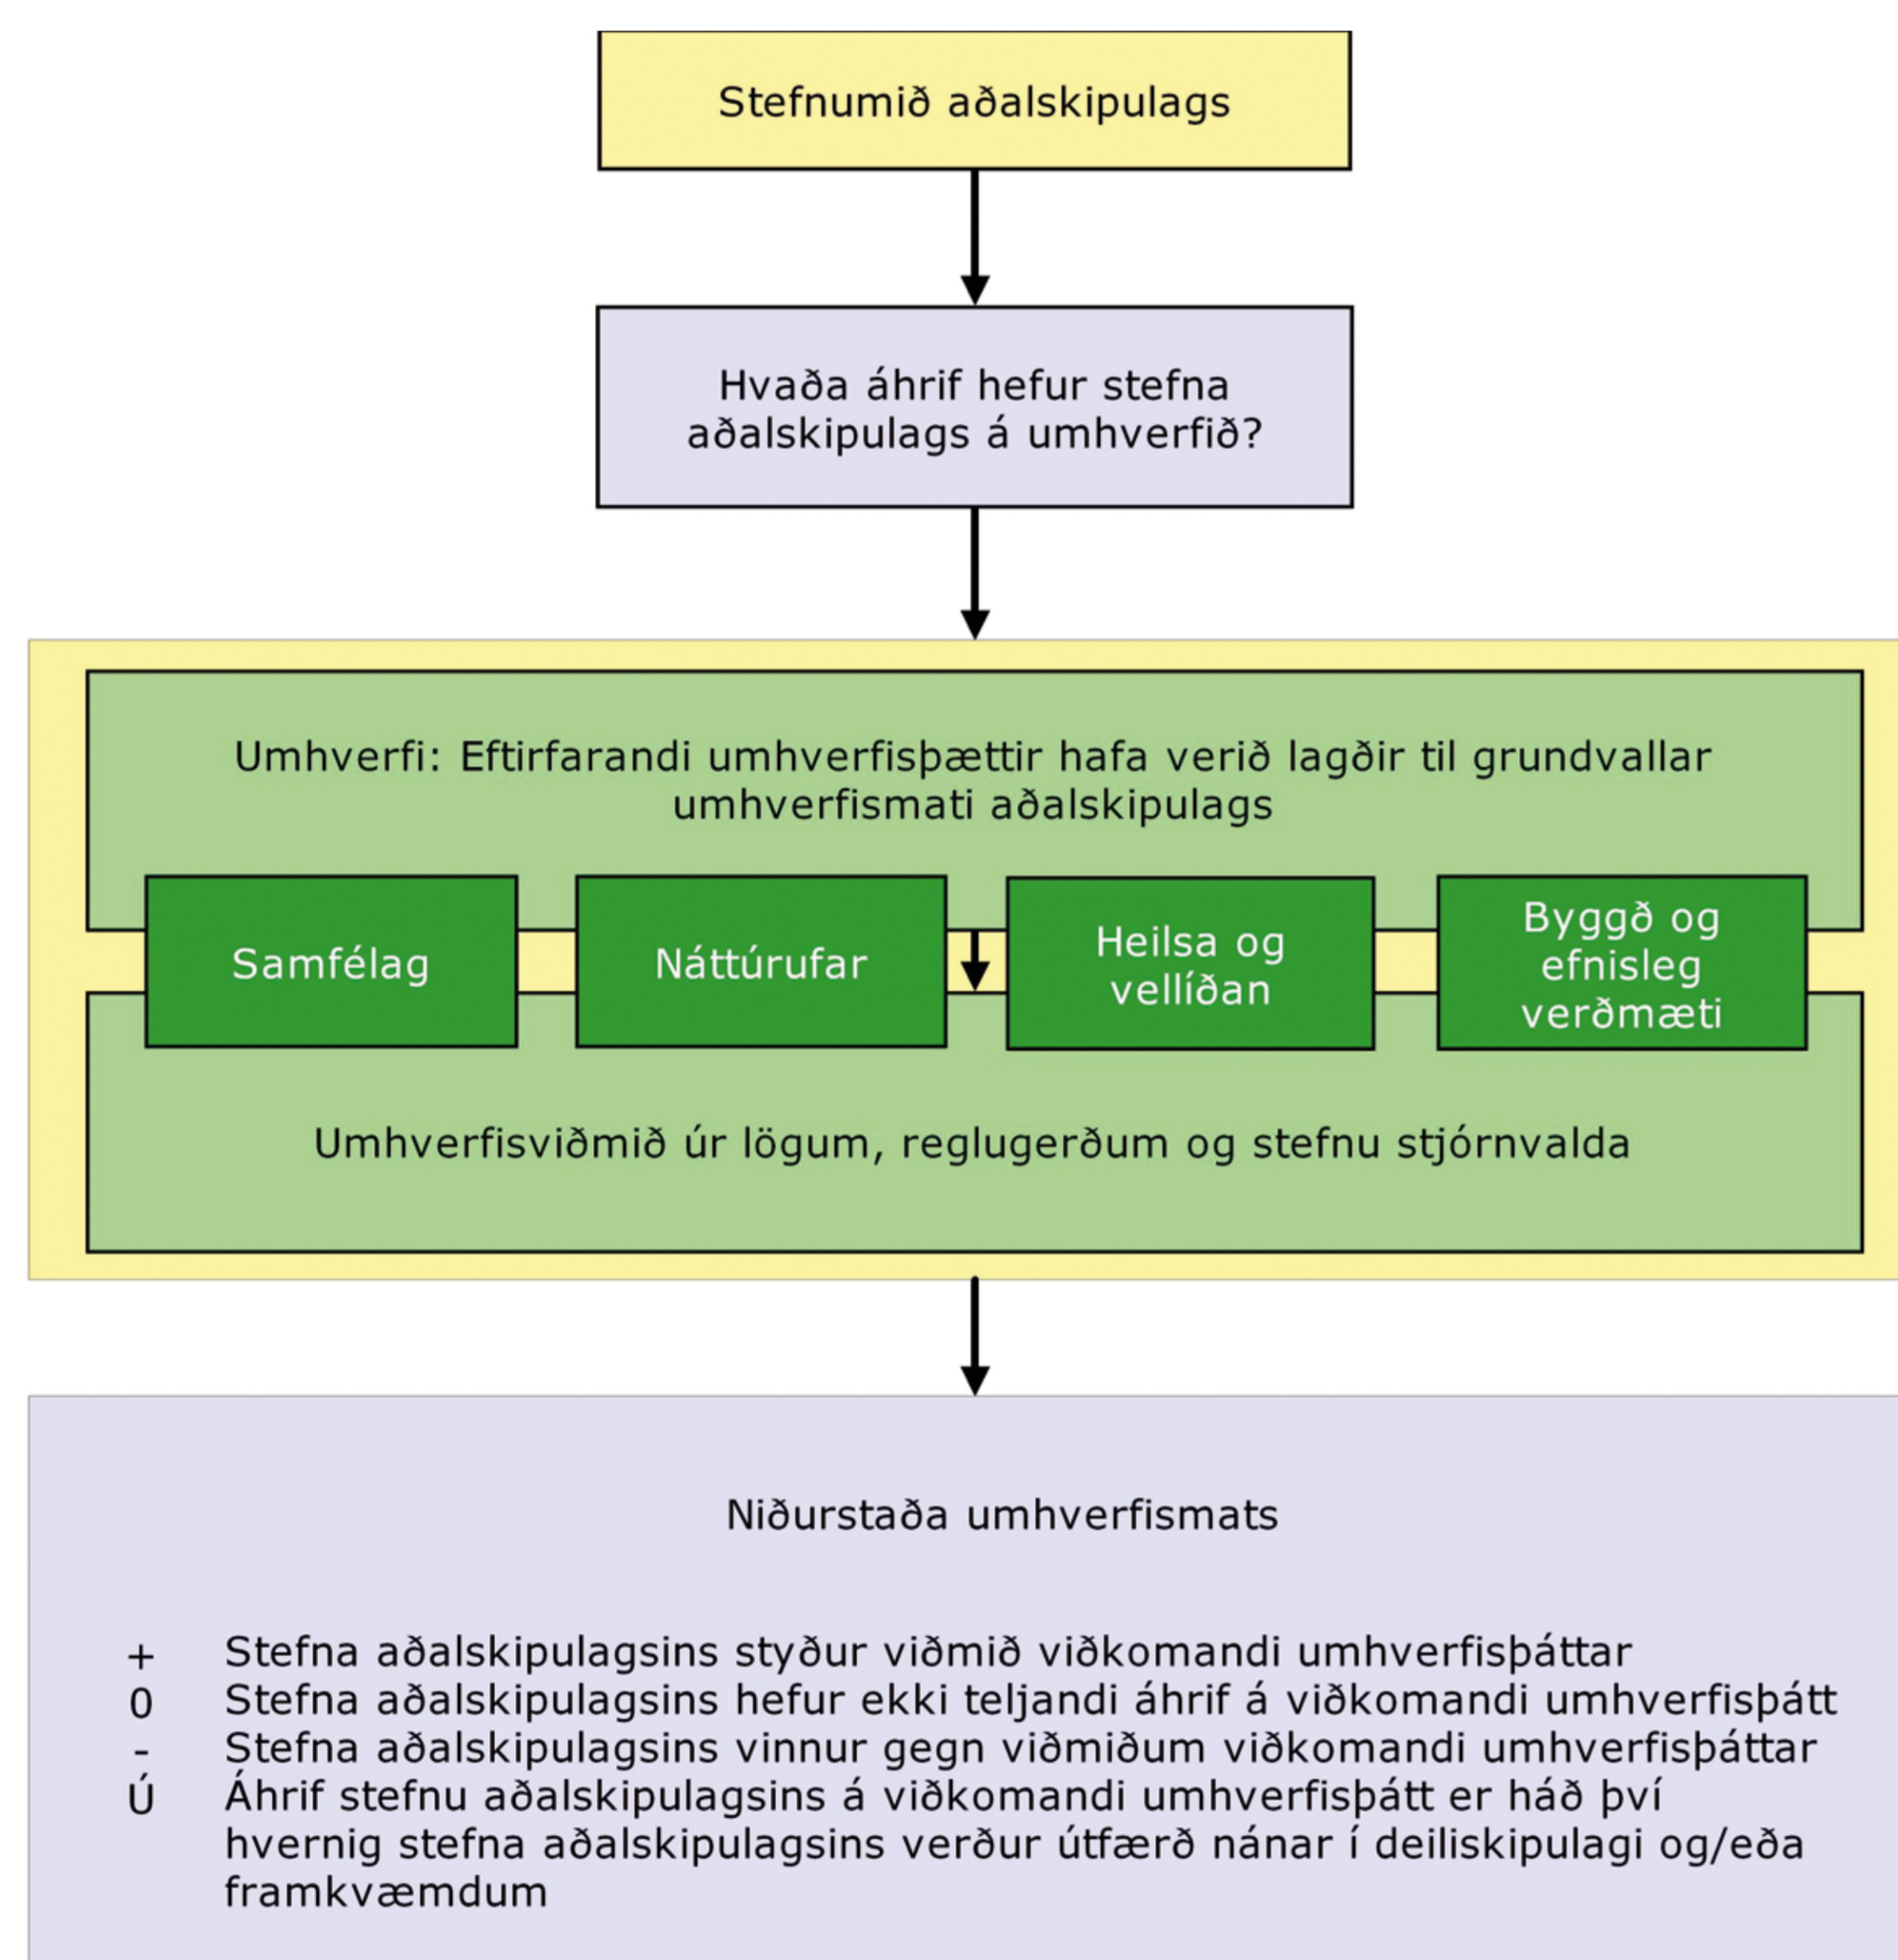 Stefnumið aðalskipulags
Hvaða áhrif hefur stefna
aðalskipulags á umhverfið?
Umhverfi: Eftirfarandi umhverfisþættir hafa verið lagðir til grundvallar
umhverfismati aðalskipulags
Samfélag
Náttúrufar
Heilsa og
vellíðan
Byggð og
efnisleg
verðmæti
Umhverfisviðmið úr lögum, reglugerðum og stefnu stjórnvalda
Niðurstaða umhverfismats
+ Stefna aðalskipulagsins styður viðmið viðkomandi umhverfisþáttar
0 Stefna aðalskipulagsins hefur ekki teljandi áhrif á viðkomandi umhverfisþátt
- Stefna aðalskipulagsins vinnur gegn viðmiðum viðkomandi umhverfisþáttar
Ú Áhrif stefnu aðalskipulagsins á viðkomandi umhverfisþátt er háð því
hvernig stefna aðalskipulagsins verður útfærð nánar í deiliskipulagi og/eða
framkvæmdum